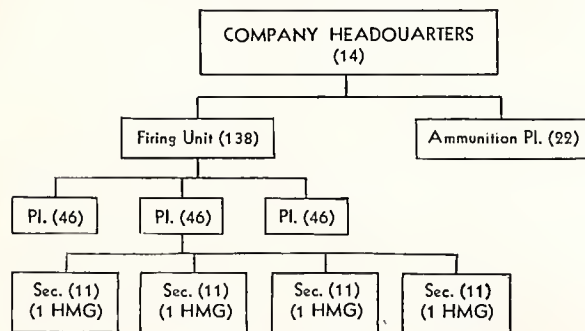 COMPANY HEADOUARTERS
(14)
Firing Unit (138)
Ammunition Pl. (22)
Pl. (46)
Pl. (46)
Pl. (46)
Sec. (11)
(1 HMG)
Sec. (11)
(1 HMG)
Sec. (11)
(1 HMG)
Sec. (11)
(1 HMG)